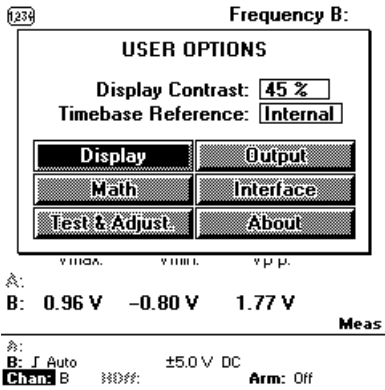 1234
Frequency B:
USER OPTIONS
Display Contrast: 45 %
Timebase Reference: Internal
Display Output
Math Interface
Test & Adjust. About
Vmax. Vmin. Vp p.
A:
B: 0.96 V -0.80 V 1.77 V
Meas
A:
B: ∫ Auto ±5.0 V DC
Chan: B HOff: Arm: Off